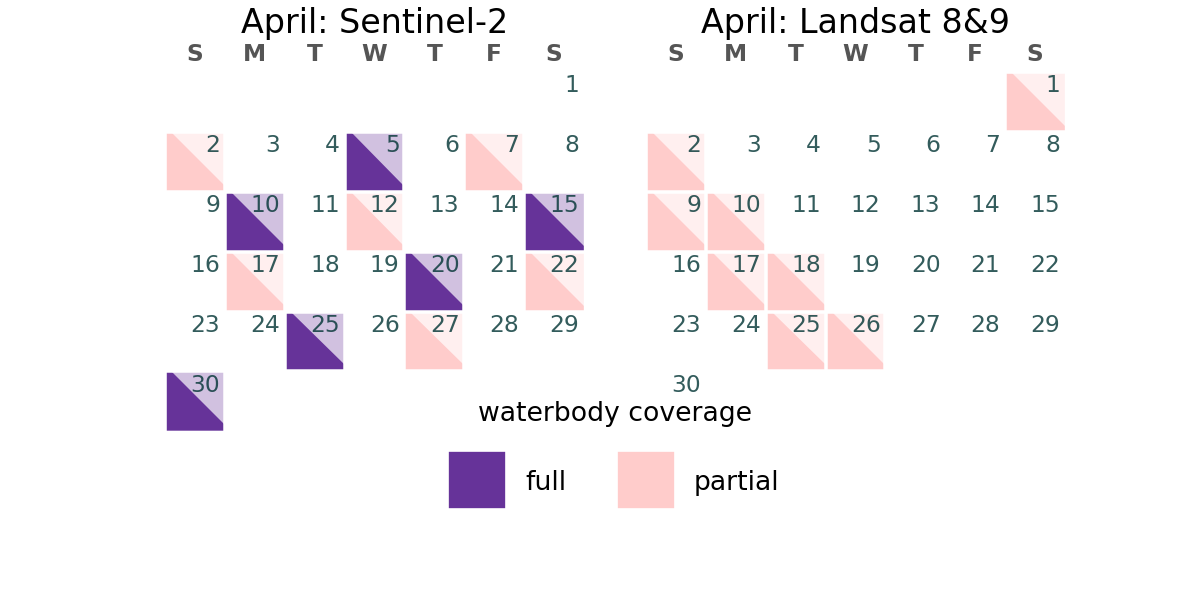 April: Sentinel-2
S M T W T F S
1
2 3 4 5 6 7 8
9 10 11 12 13 14 15
16 17 18 19 20 21 22
23 24 25 26 27 28 29
30
April: Landsat 8&9
S M T W T F S
1
2 3 4 5 6 7 8
9 10 11 12 13 14 15
16 17 18 19 20 21 22
23 24 25 26 27 28 29
30
waterbody coverage
full
partial